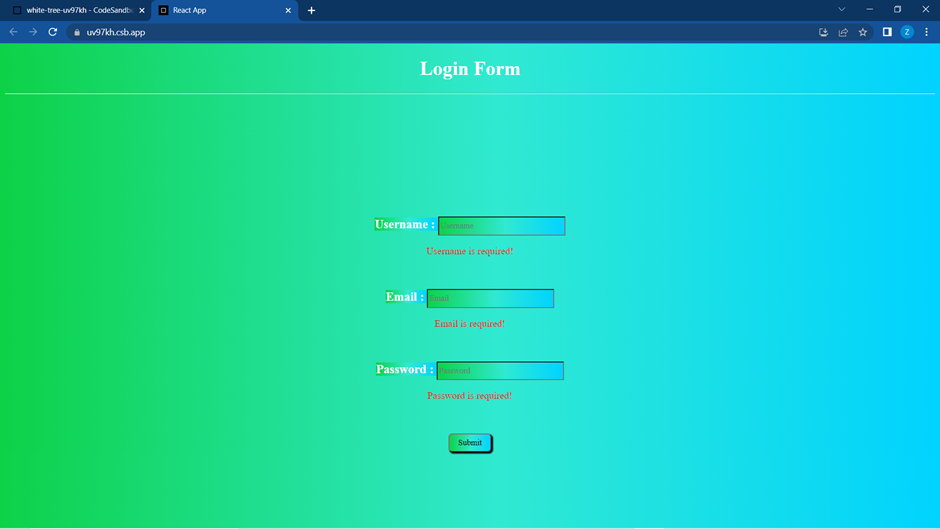 white-tree-uv97kh - CodeSandbo
React App
uv97kh.csb.app
Z
Login Form
Username : Username
Username is required!
Email : Email
Email is required!
Password : Password
Password is required!
Submit